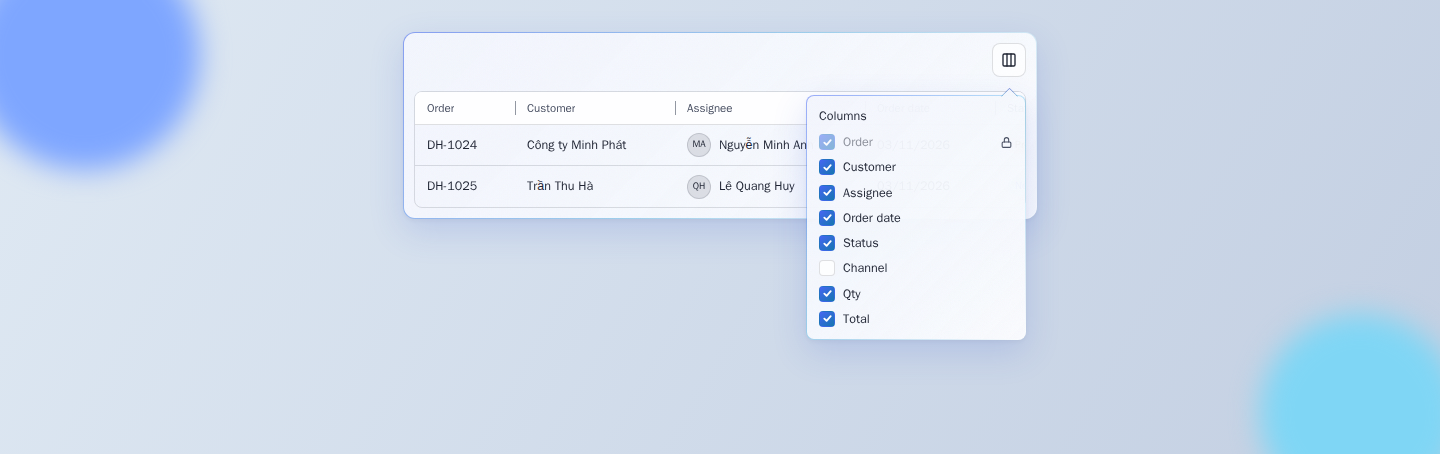 Order Customer Assignee
DH-1024 Công ty Minh Phát MA Nguyễn Minh An
DH-1025 Trần Thu Hà QH Lê Quang Huy
Columns
Order
Customer
Assignee
Order date
Status
Channel
Qty
Total